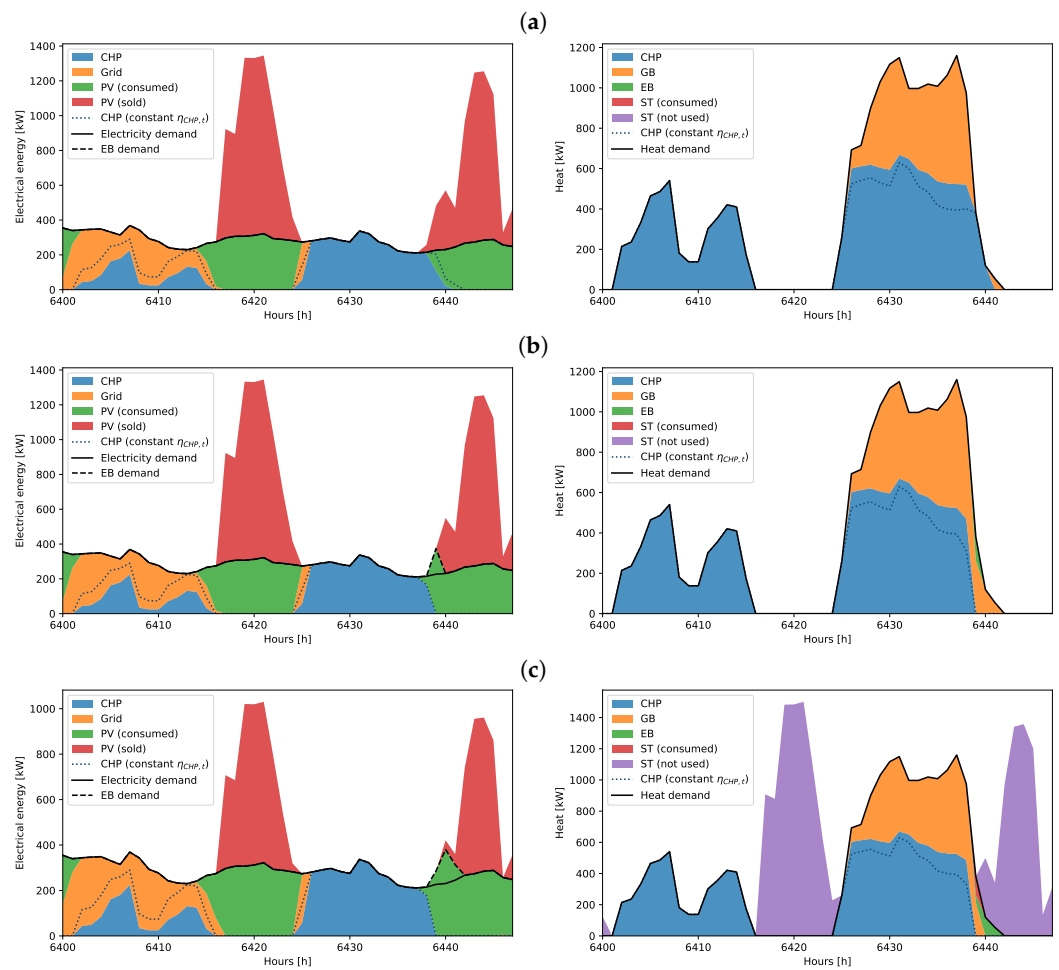 (a)
1400
1200
1000
800
600
400
200
0
Electrical energy [kW]
CHP
Grid
PV (consumed)
PV (sold)
CHP (constant η_CHP,t)
Electricity demand
EB demand
6400 6410 6420 6430 6440
Hours [h]
1200
1000
800
600
400
200
0
Heat [kW]
CHP
GB
EB
ST (consumed)
ST (not used)
CHP (constant η_CHP,t)
Heat demand
6400 6410 6420 6430 6440
Hours [h]
(b)
1400
1200
1000
800
600
400
200
0
Electrical energy [kW]
CHP
Grid
PV (consumed)
PV (sold)
CHP (constant η_CHP,t)
Electricity demand
EB demand
6400 6410 6420 6430 6440
Hours [h]
1200
1000
800
600
400
200
0
Heat [kW]
CHP
GB
EB
ST (consumed)
ST (not used)
CHP (constant η_CHP,t)
Heat demand
6400 6410 6420 6430 6440
Hours [h]
(c)
1000
800
600
400
200
0
Electrical energy [kW]
CHP
Grid
PV (consumed)
PV (sold)
CHP (constant η_CHP,t)
Electricity demand
EB demand
6400 6410 6420 6430 6440
Hours [h]
1400
1200
1000
800
600
400
200
0
Heat [kW]
CHP
GB
EB
ST (consumed)
ST (not used)
CHP (constant η_CHP,t)
Heat demand
6400 6410 6420 6430 6440
Hours [h]